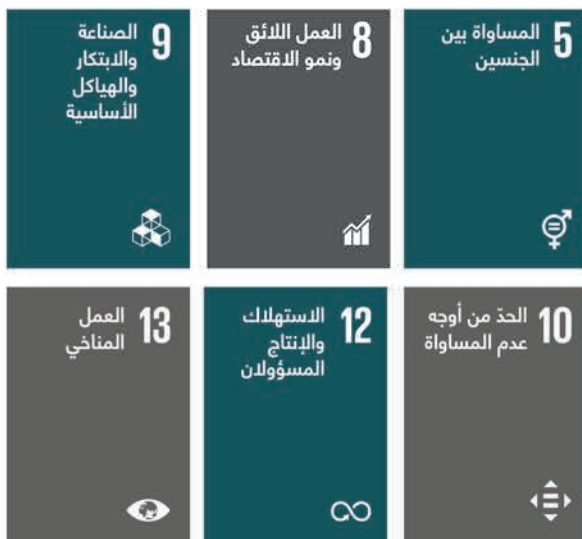 5
المساواة بين
الجنسين
8
العمل اللائق
ونمو الاقتصاد
9
الصناعة
والابتكار
والهياكل
الأساسية
10
الحدّ من أوجه
عدم المساواة
12
الاستهلاك
والإنتاج
المسؤولان
13
العمل
المناخي